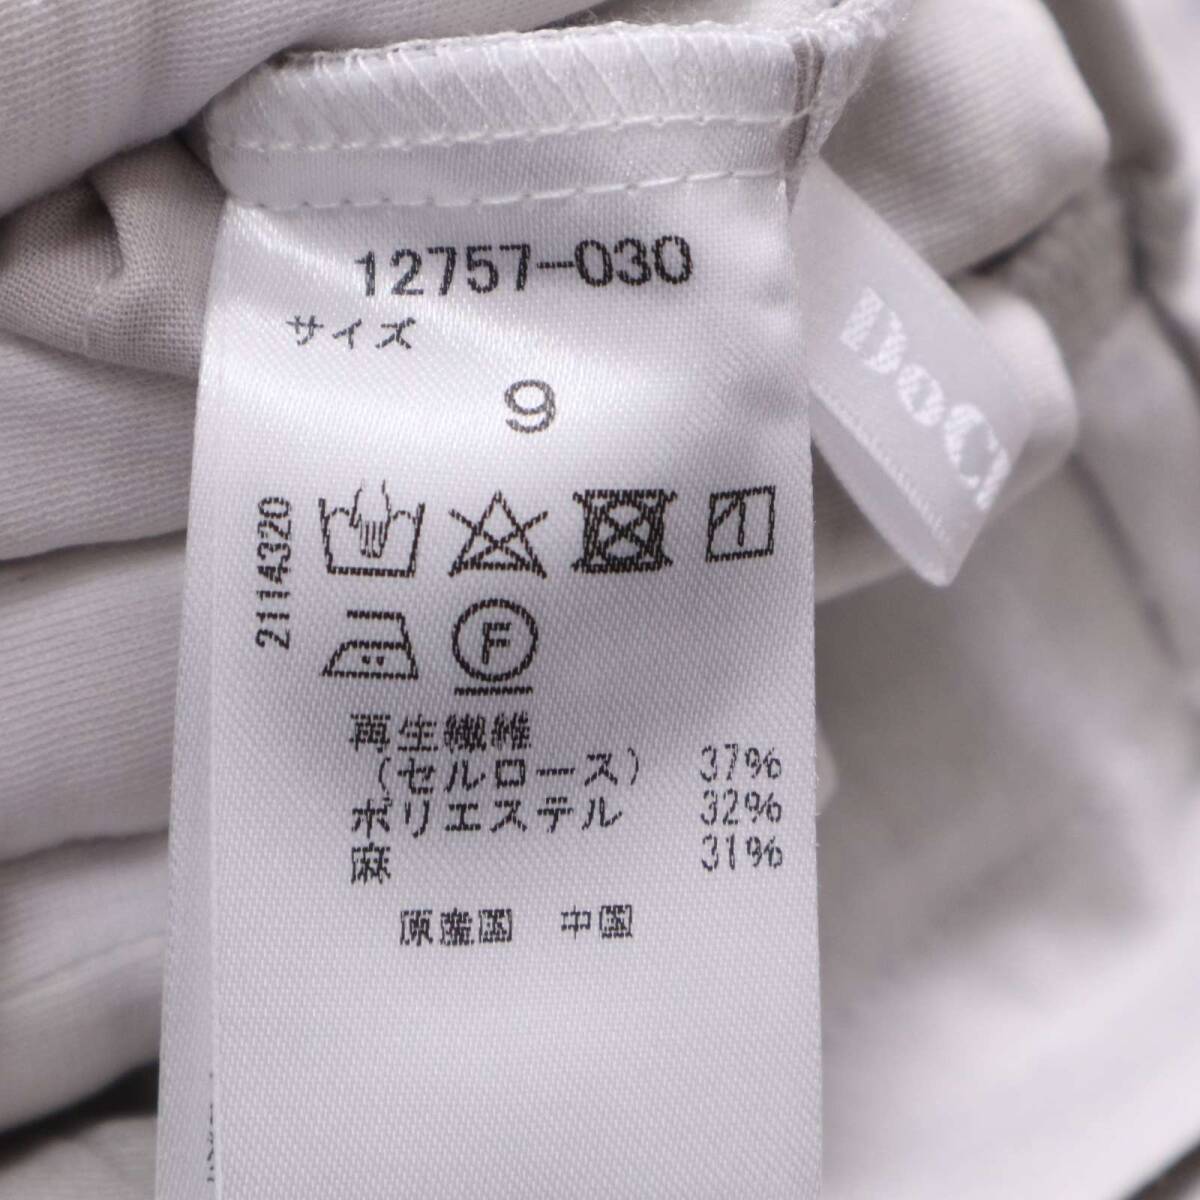 12757-030
サイズ
9
2114320
F
再生繊維
（セルロース） 37%
ポリエステル 32%
麻 31%
原産国 中国
DoCL